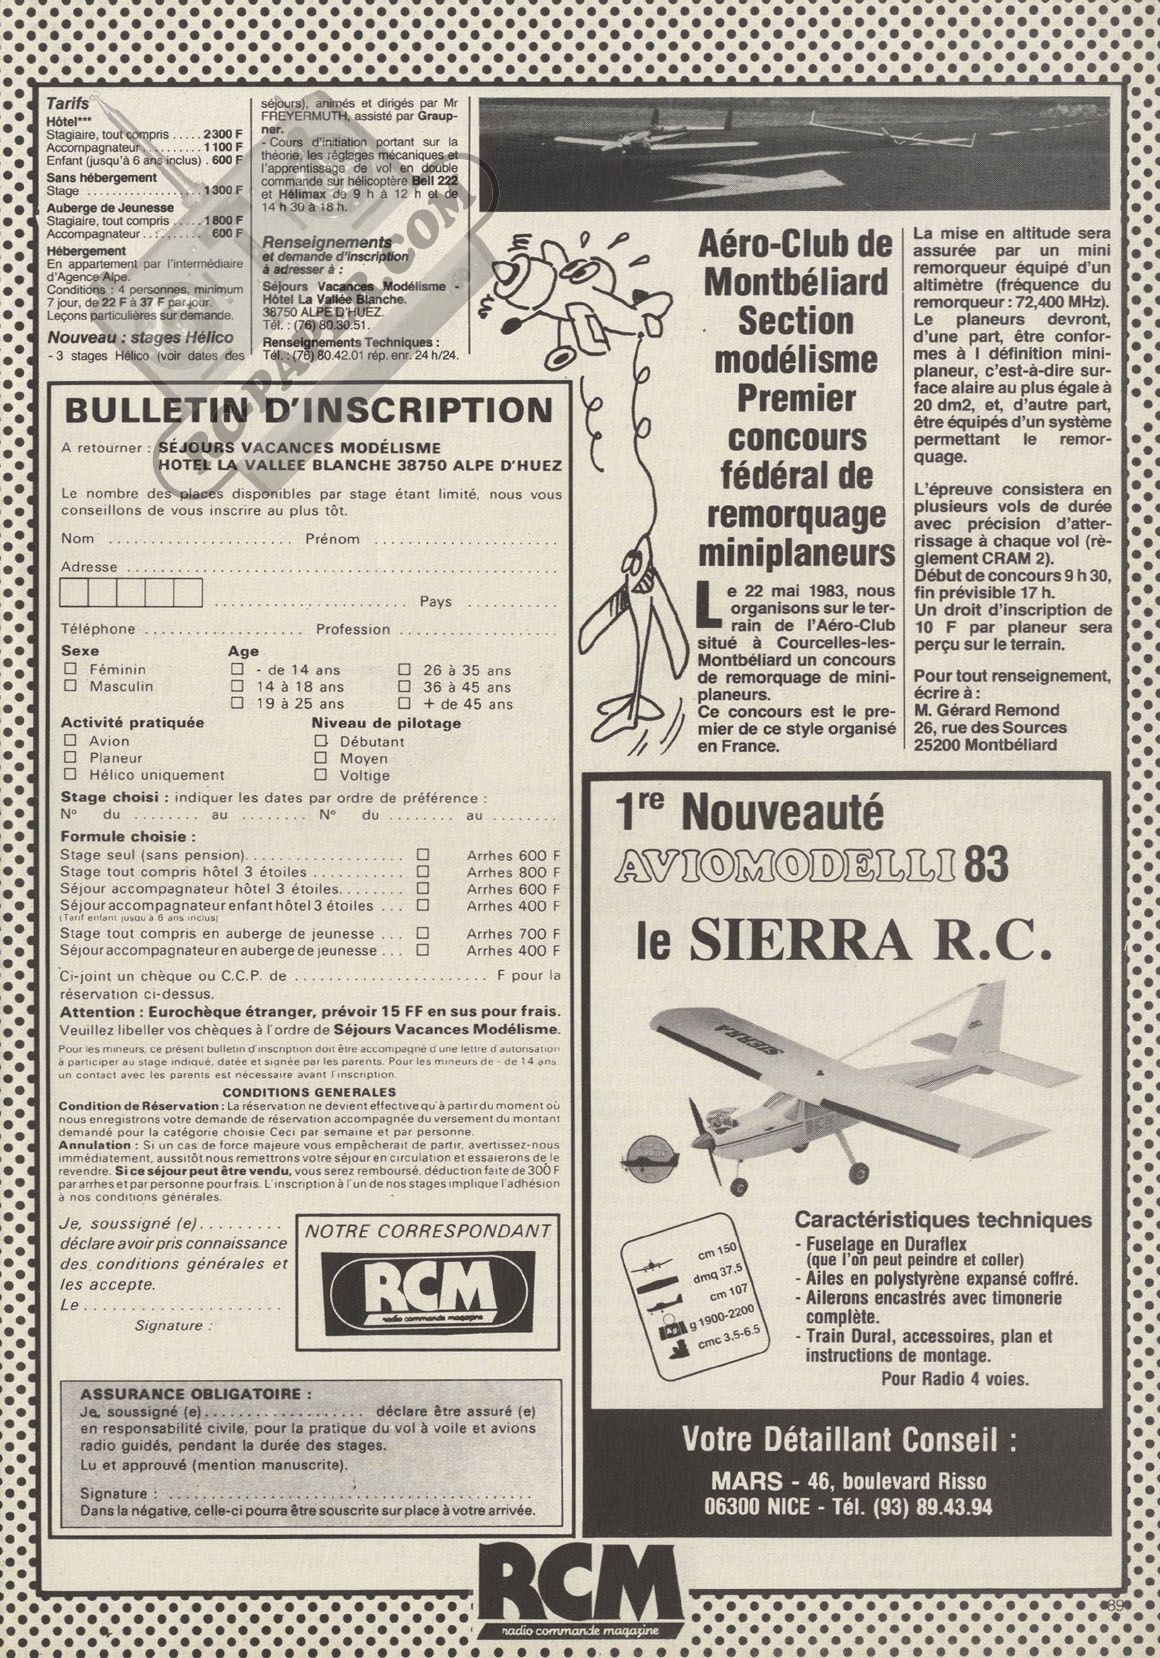 Tarifs
Hôtel***
Stagiaire, tout compris ..... 2300 F
Accompagnateur .......... 1100 F
Enfant (jusqu'à 6 ans inclus) . 600 F
Sans hébergement
Stage .................... 1300 F
Auberge de Jeunesse
Stagiaire, tout compris ..... 1800 F
Accompagnateur ........... 600 F
Hébergement
En appartement par l'intermédiaire
d'Agence Alpe.
Conditions : 4 personnes, minimum
7 jour, de 22 F à 37 F par jour.
Leçons particulières sur demande.
Nouveau : stages Hélico
- 3 stages Hélico (voir dates des
séjours), animés et dirigés par Mr
FREYERMUTH, assisté par Graup-
ner.
- Cours d'initiation portant sur la
théorie, les réglages mécaniques et
l'apprentissage de vol en double
commande sur hélicoptère Bell 222
et Hélimax de 9 h à 12 h et de
14 h 30 à 18 h.
Renseignements
et demande d'inscription
à adresser à :
Séjours Vacances Modélisme -
Hôtel La Vallée Blanche.
38750 ALPE D'HUEZ.
Tél. : (76) 80.30.51.
Renseignements Techniques :
Tél. : (76) 80.42.01 rép. enr. 24 h/24.
RC-PAPER.COM
BULLETIN D'INSCRIPTION
A retourner : SÉJOURS VACANCES MODÉLISME
HOTEL LA VALLEE BLANCHE 38750 ALPE D'HUEZ
Le nombre des places disponibles par stage étant limité, nous vous
conseillons de vous inscrire au plus tôt.
Nom ...................... Prénom ........................
Adresse ........................................................
........................ Pays ............
Téléphone .................. Profession ....................
Sexe Age
☐ Féminin ☐ - de 14 ans ☐ 26 à 35 ans
☐ Masculin ☐ 14 à 18 ans ☐ 36 à 45 ans
☐ 19 à 25 ans ☐ + de 45 ans
Activité pratiquée Niveau de pilotage
☐ Avion ☐ Débutant
☐ Planeur ☐ Moyen
☐ Hélico uniquement ☐ Voltige
Stage choisi : indiquer les dates par ordre de préférence :
N° du ........ au ........ N° du ........ au ........
Formule choisie :
Stage seul (sans pension)................... ☐ Arrhes 600 F
Stage tout compris hôtel 3 étoiles ........... ☐ Arrhes 800 F
Séjour accompagnateur hôtel 3 étoiles........ ☐ Arrhes 600 F
Séjour accompagnateur enfant hôtel 3 étoiles ... ☐ Arrhes 400 F
(Tarif enfant jusqu'à 6 ans inclus)
Stage tout compris en auberge de jeunesse ... ☐ Arrhes 700 F
Séjour accompagnateur en auberge de jeunesse ... ☐ Arrhes 400 F
Ci-joint un chèque ou C.C.P. de ........................ F pour la
réservation ci-dessus.
Attention : Eurochèque étranger, prévoir 15 FF en sus pour frais.
Veuillez libeller vos chèques à l'ordre de Séjours Vacances Modélisme.
Pour les mineurs, ce présent bulletin d'inscription doit être accompagné d'une lettre d'autorisation
à participer au stage indiqué, datée et signée par les parents. Pour les mineurs de - de 14 ans.
un contact avec les parents est nécessaire avant l'inscription.
CONDITIONS GENERALES
Condition de Réservation : La réservation ne devient effective qu'à partir du moment où
nous enregistrons votre demande de réservation accompagnée du versement du montant
demandé pour la catégorie choisie Ceci par semaine et par personne.
Annulation : Si un cas de force majeure vous empêcherait de partir, avertissez-nous
immédiatement, aussitôt nous remettrons votre séjour en circulation et essaierons de le
revendre. Si ce séjour peut être vendu, vous serez remboursé, déduction faite de 300 F
par arrhes et par personne pour frais. L'inscription à l'un de nos stages implique l'adhésion
à nos conditions générales.
Je, soussigné (e).........
déclare avoir pris connaissance
des conditions générales et
les accepte.
Le .....................
Signature :
NOTRE CORRESPONDANT
RCM
radio commande magazine
ASSURANCE OBLIGATOIRE :
Je, soussigné (e).................... déclare être assuré (e)
en responsabilité civile, pour la pratique du vol à voile et avions
radio guidés, pendant la durée des stages.
Lu et approuvé (mention manuscrite).
Signature : ..........................................
Dans la négative, celle-ci pourra être souscrite sur place à votre arrivée.
Aéro-Club de
Montbéliard
Section
modélisme
Premier
concours
fédéral de
remorquage
miniplaneurs
Le 22 mai 1983, nous
organisons sur le ter-
rain de l'Aéro-Club
situé à Courcelles-les-
Montbéliard un concours
de remorquage de mini-
planeurs.
Ce concours est le pre-
mier de ce style organisé
en France.
La mise en altitude sera
assurée par un mini
remorqueur équipé d'un
altimètre (fréquence du
remorqueur : 72,400 MHz).
Le planeurs devront,
d'une part, être confor-
mes à l définition mini-
planeur, c'est-à-dire sur-
face alaire au plus égale à
20 dm2, et, d'autre part,
être équipés d'un système
permettant le remor-
quage.
L'épreuve consistera en
plusieurs vols de durée
avec précision d'atter-
rissage à chaque vol (rè-
glement CRAM 2).
Début de concours 9 h 30,
fin prévisible 17 h.
Un droit d'inscription de
10 F par planeur sera
perçu sur le terrain.
Pour tout renseignement,
écrire à :
M. Gérard Remond
26, rue des Sources
25200 Montbéliard
1re Nouveauté
AVIOMODELLI 83
le SIERRA R.C.
SIERRA
cm 150
dmq 37.5
cm 107
g 1900-2200
cmc 3.5-6.5
Caractéristiques techniques
- Fuselage en Duraflex
(que l'on peut peindre et coller)
- Ailes en polystyrène expansé coffré.
- Ailerons encastrés avec timonerie
complète.
- Train Dural, accessoires, plan et
instructions de montage.
Pour Radio 4 voies.
Votre Détaillant Conseil :
MARS - 46, boulevard Risso
06300 NICE - Tél. (93) 89.43.94
RCM
radio commande magazine
89